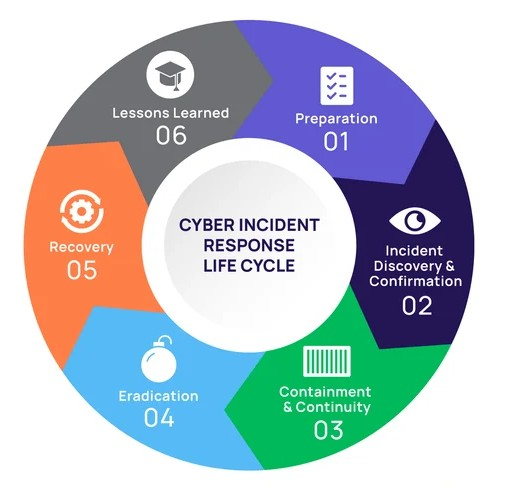 CYBER INCIDENT
RESPONSE
LIFE CYCLE
Preparation
01
Incident
Discovery &
Confirmation
02
Containment
& Continuity
03
Eradication
04
Recovery
05
Lessons Learned
06